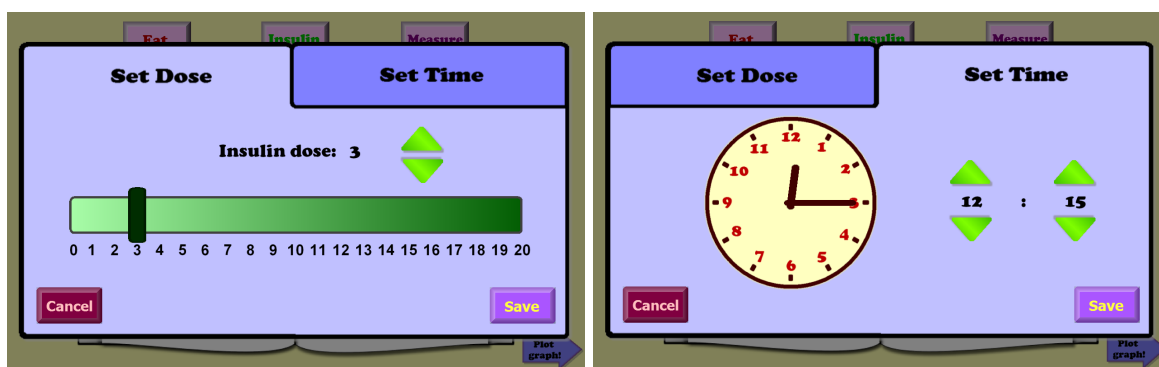 Eat Insulin Measure
Set Dose Set Time
Insulin dose: 3
0 1 2 3 4 5 6 7 8 9 10 11 12 13 14 15 16 17 18 19 20
Cancel Save
Plot
graph!
Eat Insulin Measure
Set Dose Set Time
12
11 1
10 2
9 3
8 4
7 5
6
12 : 15
Cancel Save
Plot
graph!